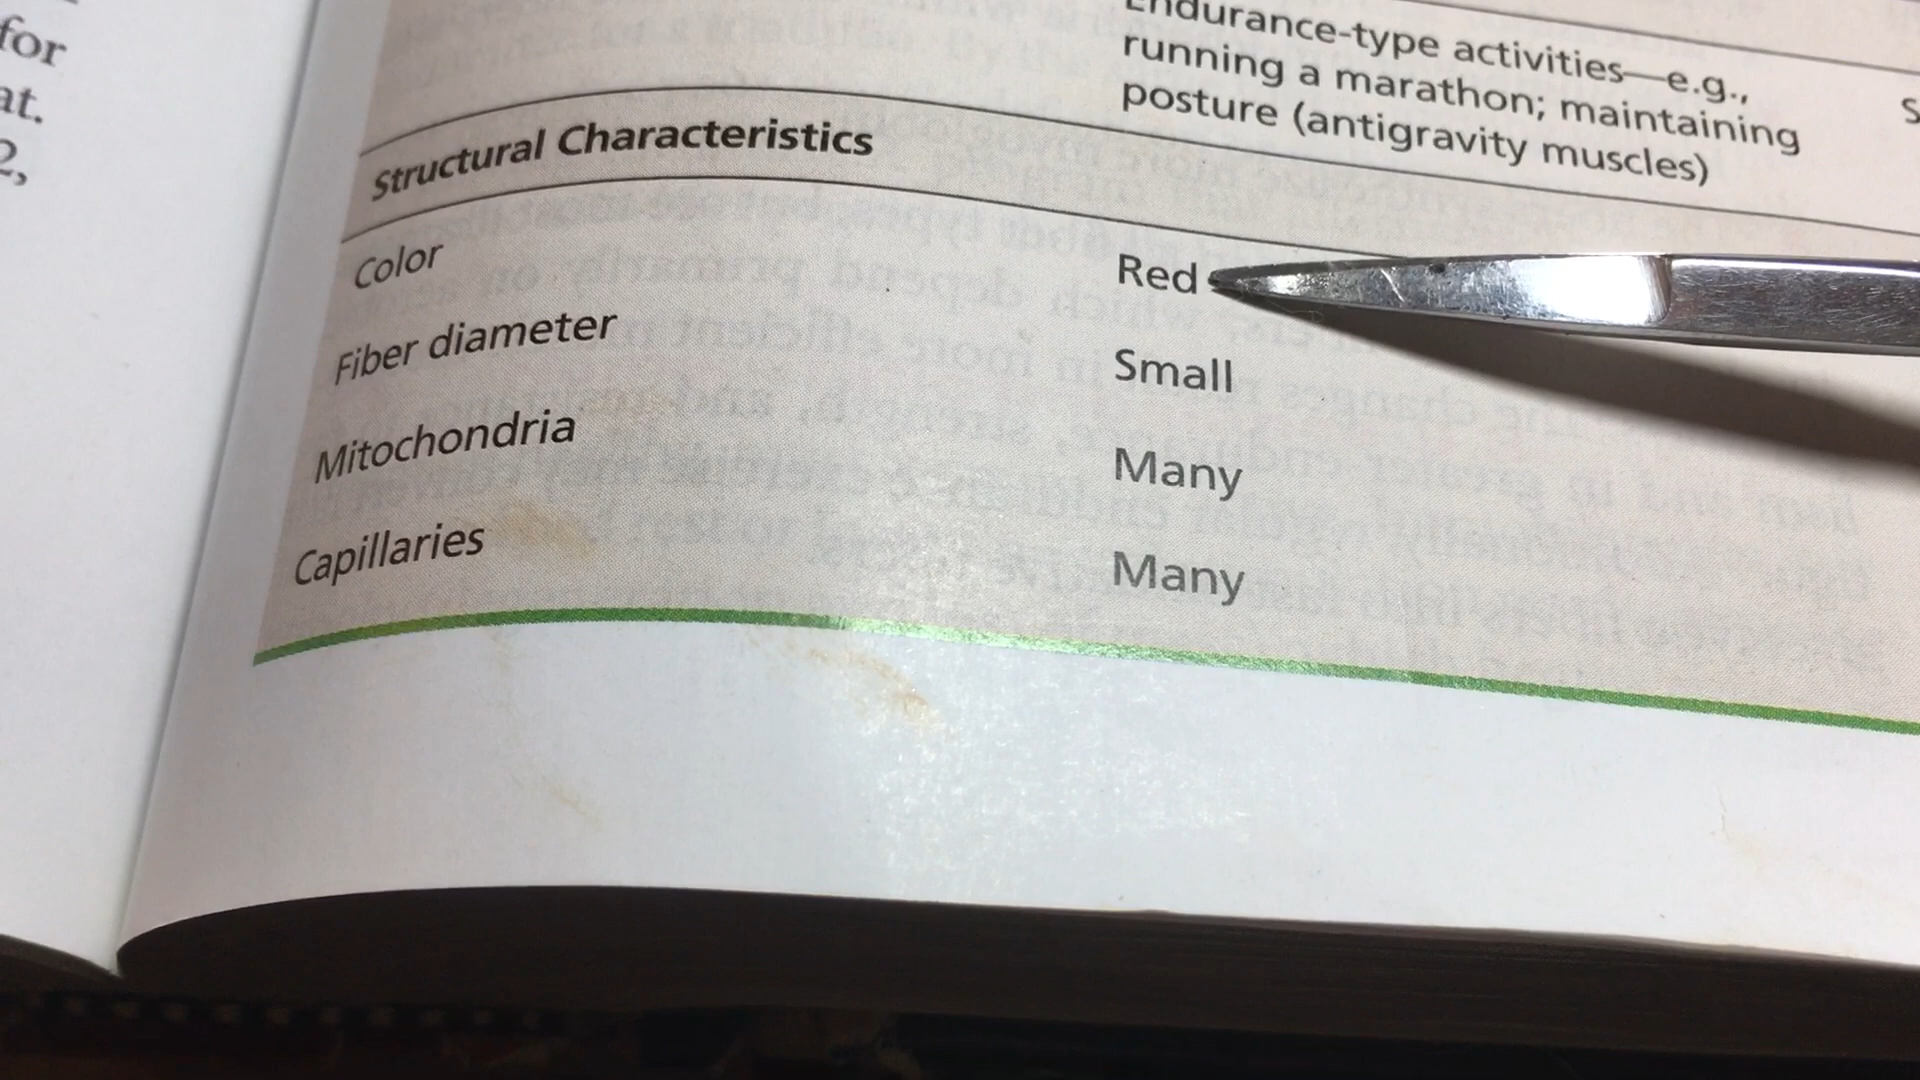 for
at.
2,
Endurance-type activities—e.g.,
running a marathon; maintaining
posture (antigravity muscles)
S
Structural Characteristics
Color Red
Fiber diameter Small
Mitochondria Many
Capillaries Many